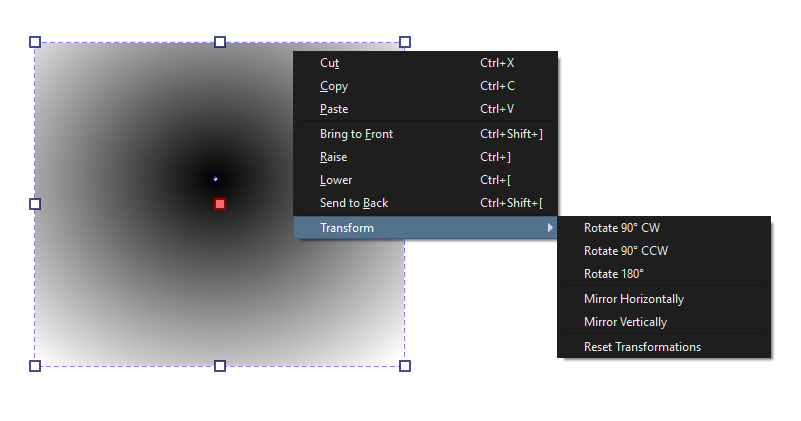 Cut Ctrl+X
Copy Ctrl+C
Paste Ctrl+V
Bring to Front Ctrl+Shift+]
Raise Ctrl+]
Lower Ctrl+[
Send to Back Ctrl+Shift+[
Transform
Rotate 90° CW
Rotate 90° CCW
Rotate 180°
Mirror Horizontally
Mirror Vertically
Reset Transformations